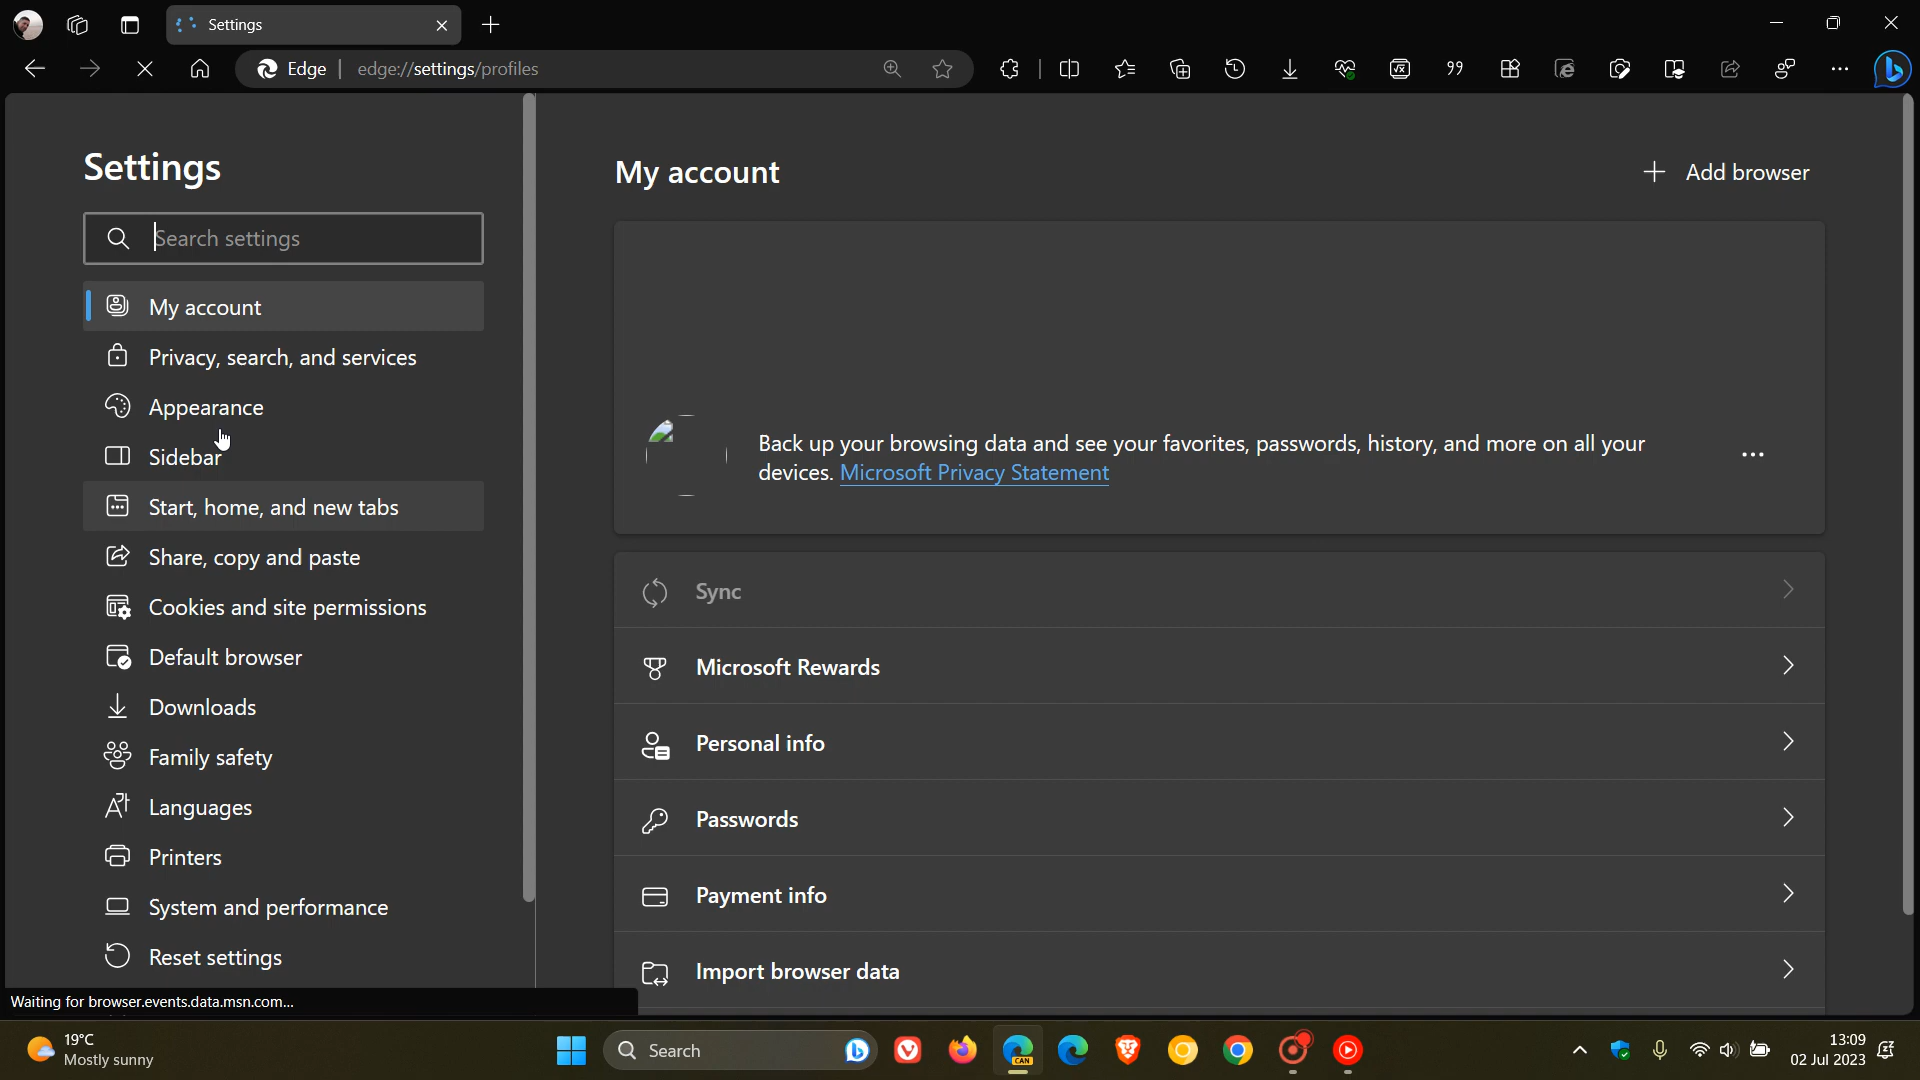 Settings
Edge
edge://settings/profiles
Settings
Search settings
My account
Privacy, search, and services
Appearance
Sidebar
Start, home, and new tabs
Share, copy and paste
Cookies and site permissions
Default browser
Downloads
Family safety
Languages
Printers
System and performance
Reset settings
My account
Add browser
Back up your browsing data and see your favorites, passwords, history, and more on all your
devices. Microsoft Privacy Statement
Sync
Microsoft Rewards
Personal info
Passwords
Payment info
Import browser data
Waiting for browser.events.data.msn.com...
19°C
Mostly sunny
Search
CAN
13:09
02 Jul 2023